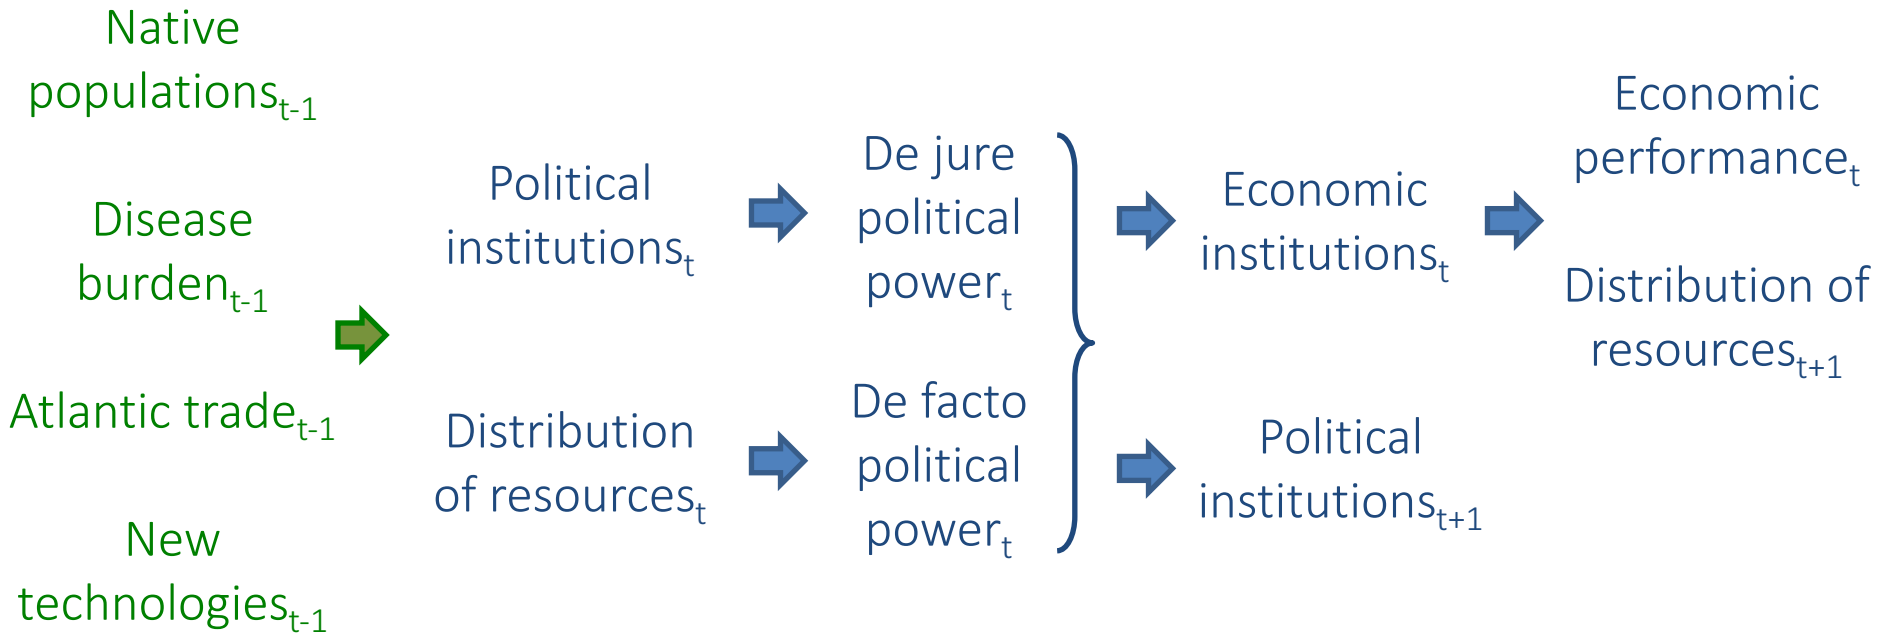 Native
populationst-1
Disease
burdent-1
Atlantic tradet-1
New
technologiest-1
Political
institutionst
Distribution
of resourcest
De jure
political
powert
De facto
political
powert
Economic
institutionst
Political
institutionst+1
Economic
performancet
Distribution of
resourcest+1